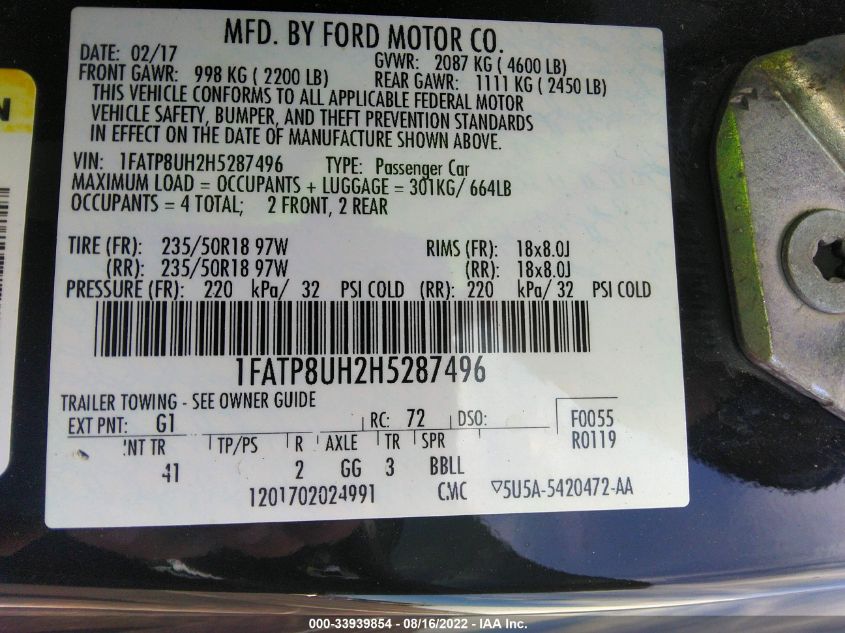 MFD. BY FORD MOTOR CO.
DATE: 02/17 GVWR: 2087 KG ( 4600 LB)
FRONT GAWR: 998 KG ( 2200 LB) REAR GAWR: 1111 KG ( 2450 LB)
THIS VEHICLE CONFORMS TO ALL APPLICABLE FEDERAL MOTOR
VEHICLE SAFETY, BUMPER, AND THEFT PREVENTION STANDARDS
IN EFFECT ON THE DATE OF MANUFACTURE SHOWN ABOVE.
VIN: 1FATP8UH2H5287496 TYPE: Passenger Car
MAXIMUM LOAD = OCCUPANTS + LUGGAGE = 301KG/ 664LB
OCCUPANTS = 4 TOTAL; 2 FRONT, 2 REAR
TIRE (FR): 235/50R18 97W RIMS (FR): 18x8.0J
(RR): 235/50R18 97W (RR): 18x8.0J
PRESSURE (FR): 220 kPa/ 32 PSI COLD (RR): 220 kPa/ 32 PSI COLD
1FATP8UH2H5287496
TRAILER TOWING - SEE OWNER GUIDE
EXT PNT: G1 RC: 72 DSO: F0055
R0119
INT TR TP/PS R AXLE TR SPR
41 2 GG 3 BBLL
1201702024991 CMC ▽5U5A-5420472-AA
000-33939854 - 08/16/2022 - IAA Inc.